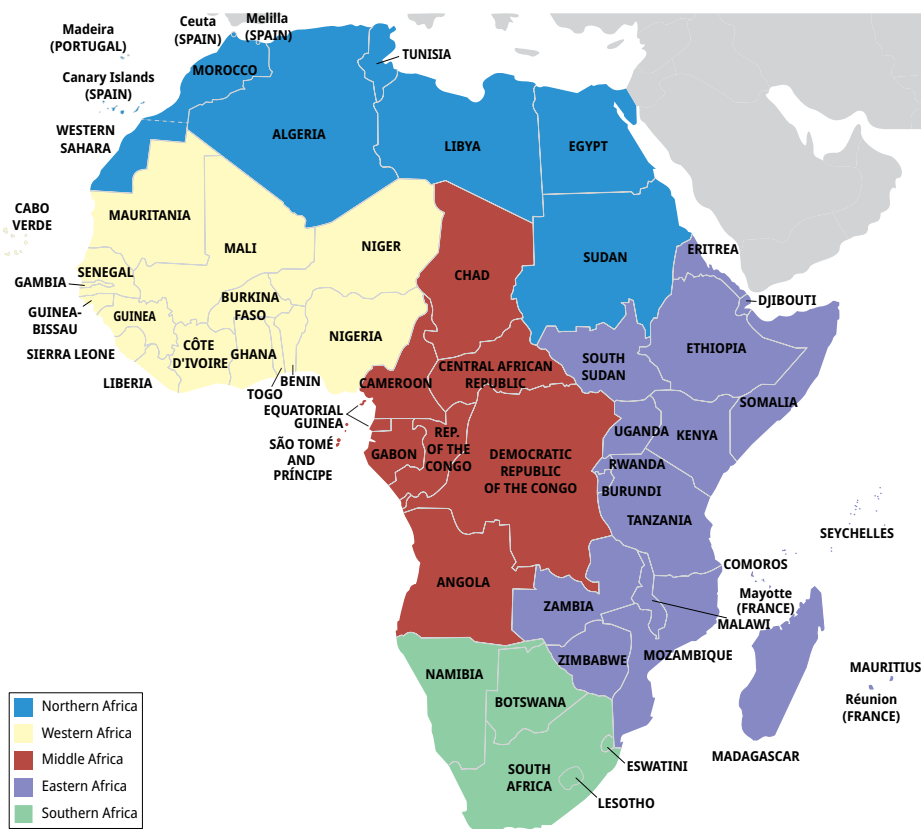 Ceuta
(SPAIN)
Melilla
(SPAIN)
Madeira
(PORTUGAL)
TUNISIA
MOROCCO
Canary Islands
(SPAIN)
WESTERN
SAHARA
ALGERIA
LIBYA
EGYPT
CABO
VERDE
MAURITANIA
MALI
NIGER
CHAD
SUDAN
ERITREA
SENEGAL
GAMBIA
DJIBOUTI
GUINEA-
BISSAU
GUINEA
BURKINA
FASO
NIGERIA
SIERRA LEONE
CÔTE
D'IVOIRE
GHANA
LIBERIA
TOGO
BENIN
CAMEROON
CENTRAL AFRICAN
REPUBLIC
SOUTH
SUDAN
ETHIOPIA
SOMALIA
EQUATORIAL
GUINEA
SÃO TOMÉ
AND
PRÍNCIPE
GABON
REP.
OF THE
CONGO
DEMOCRATIC
REPUBLIC
OF THE CONGO
UGANDA
KENYA
RWANDA
BURUNDI
TANZANIA
SEYCHELLES
COMOROS
Mayotte
(FRANCE)
ANGOLA
ZAMBIA
MALAWI
MOZAMBIQUE
ZIMBABWE
NAMIBIA
BOTSWANA
MAURITIUS
Réunion
(FRANCE)
MADAGASCAR
SOUTH
AFRICA
ESWATINI
LESOTHO
Northern Africa
Western Africa
Middle Africa
Eastern Africa
Southern Africa